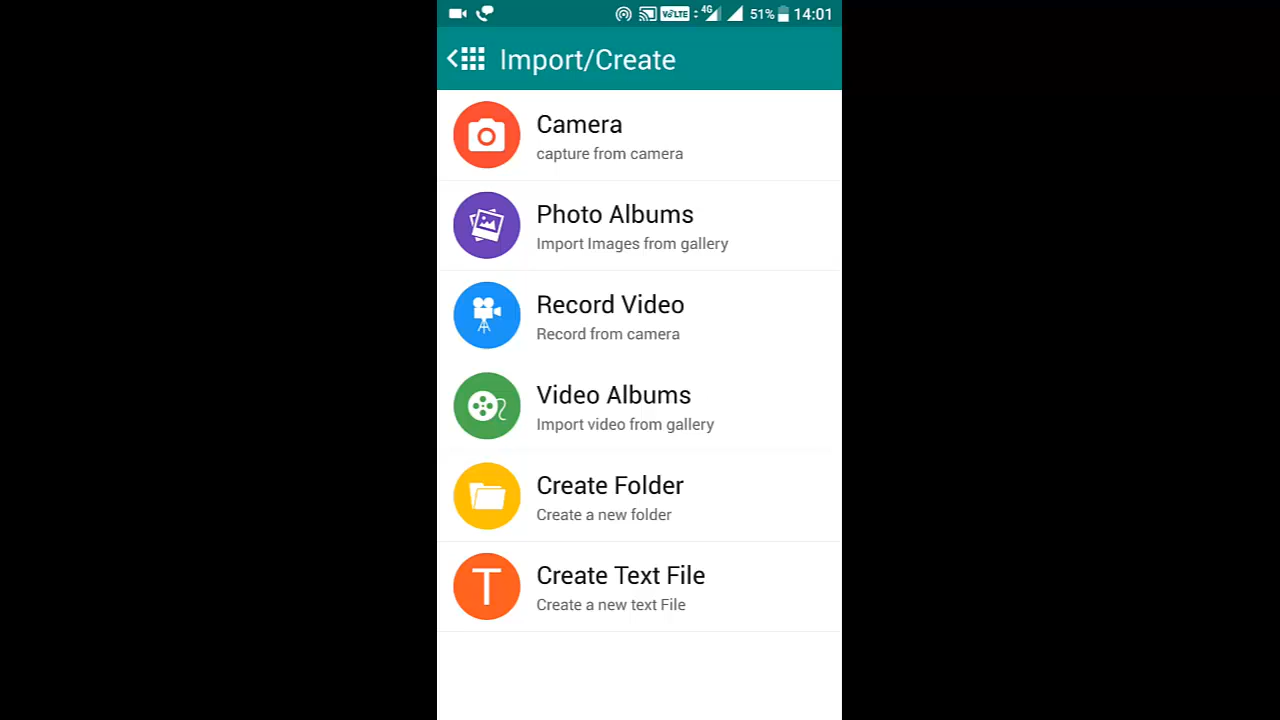 VoLTE 4G 51% 14:01
Import/Create
Camera
capture from camera
Photo Albums
Import Images from gallery
Record Video
Record from camera
Video Albums
Import video from gallery
Create Folder
Create a new folder
T
Create Text File
Create a new text File